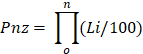 Pnz = ∏_{o}^{n}(Li/100)